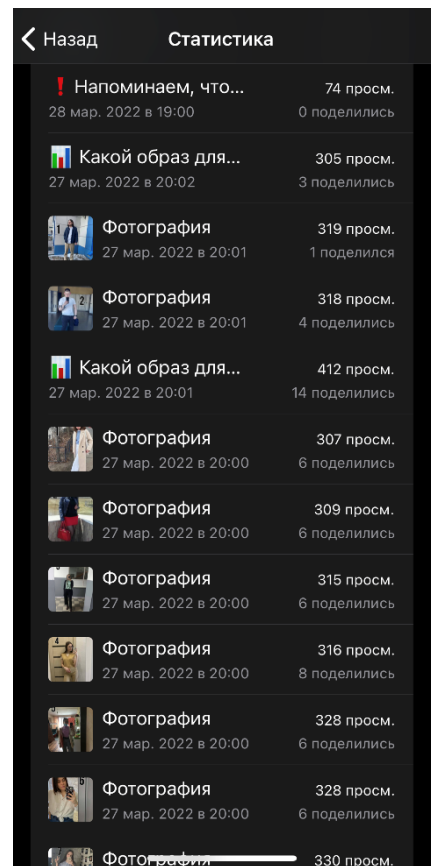 Назад
Статистика
Напоминаем, что...
74 просм.
28 мар. 2022 в 19:00
0 поделились
Какой образ для...
305 просм.
27 мар. 2022 в 20:02
3 поделились
1
Фотография
319 просм.
27 мар. 2022 в 20:01
1 поделился
2
Фотография
318 просм.
27 мар. 2022 в 20:01
4 поделились
Какой образ для...
412 просм.
27 мар. 2022 в 20:01
14 поделились
Фотография
307 просм.
27 мар. 2022 в 20:00
6 поделились
Фотография
309 просм.
27 мар. 2022 в 20:00
6 поделились
Фотография
315 просм.
27 мар. 2022 в 20:00
6 поделились
4
Фотография
316 просм.
27 мар. 2022 в 20:00
8 поделились
Фотография
328 просм.
27 мар. 2022 в 20:00
6 поделились
5
Фотография
328 просм.
27 мар. 2022 в 20:00
6 поделились
Фотография
330 просм.